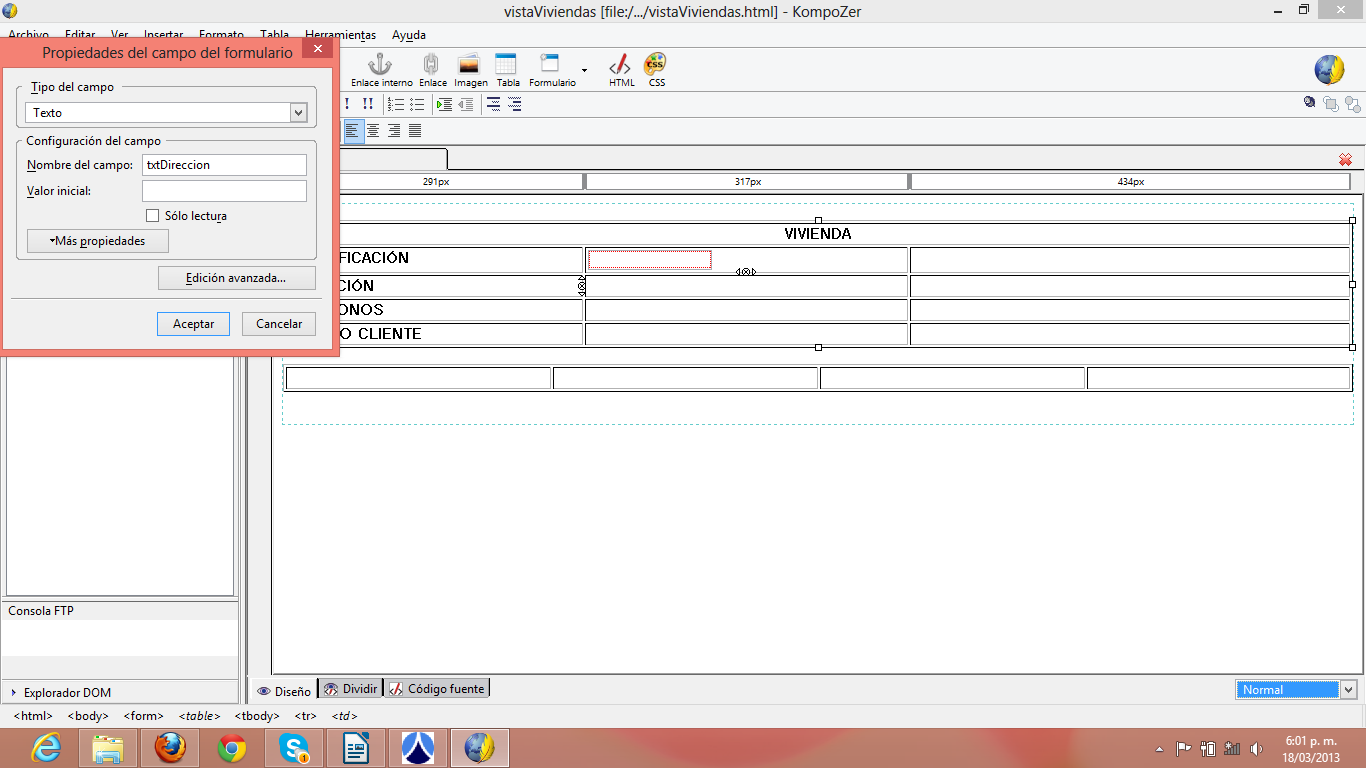 vistaViviendas [file:/.../vistaViviendas.html] - KompoZer
Archivo Editar Ver Insertar Formato Tabla Herramientas Ayuda
Propiedades del campo del formulario
Tipo del campo
Texto
Configuración del campo
Nombre del campo: txtDireccion
Valor inicial:
Sólo lectura
Más propiedades
Edición avanzada...
Aceptar Cancelar
Enlace interno Enlace Imagen Tabla Formulario HTML CSS
! !!
291px 317px 434px
VIVIENDA
FICACIÓN
CIÓN
ONOS
O CLIENTE
Consola FTP
Explorador DOM
Diseño Dividir Código fuente
Normal
<html> <body> <form> <table> <tbody> <tr> <td>
1
6:01 p. m.
18/03/2013